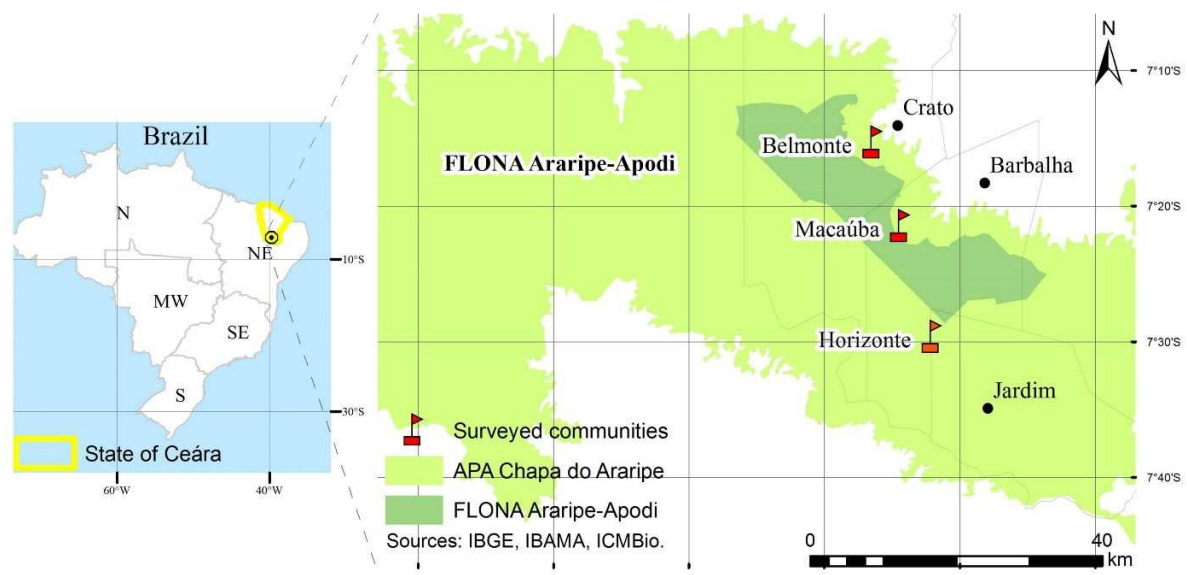 Brazil
N
NE
MW
SE
S
10°S
30°S
60°W
40°W
State of Ceára
N
7°10'S
7°20'S
7°30'S
7°40'S
FLONA Araripe-Apodi
Crato
Belmonte
Barbalha
Macaúba
Horizonte
Jardim
Surveyed communities
APA Chapa do Araripe
FLONA Araripe-Apodi
Sources: IBGE, IBAMA, ICMBio.
0
40
km